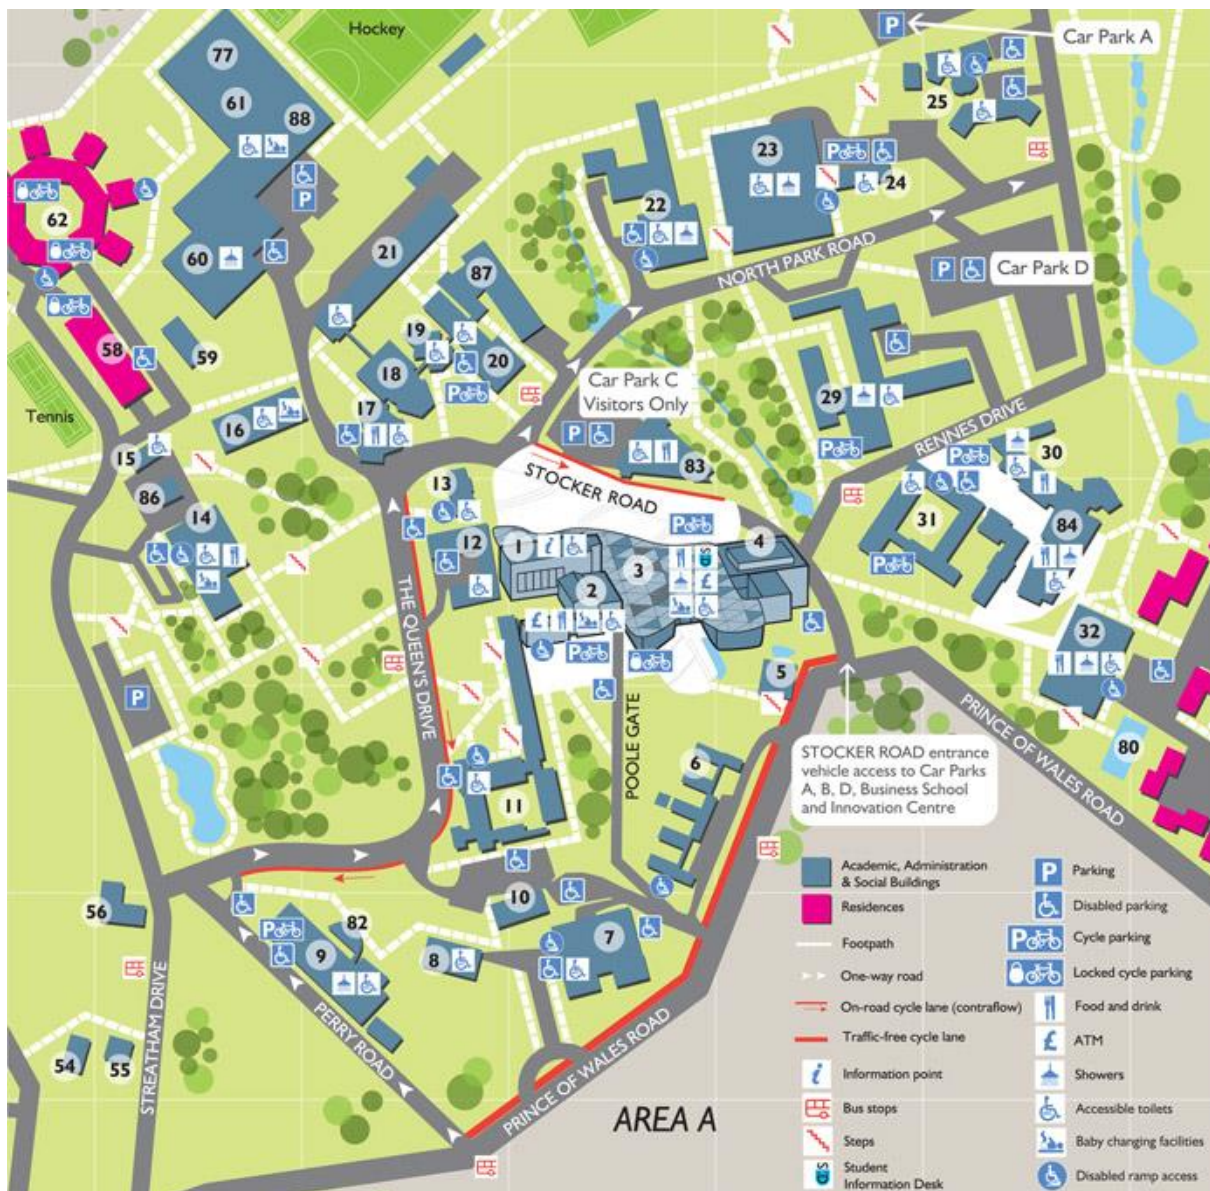 Hockey
Car Park A
77
61
88
25
23
24
62
22
60
21
87
NORTH PARK ROAD
Car Park D
58
59
19
18
20
17
Car Park C
Visitors Only
29
Tennis
16
15
RENNES DRIVE
30
83
86
13
STOCKER ROAD
14
12
1
2
3
4
31
84
THE QUEEN'S DRIVE
32
5
POOLE GATE
6
PRINCE OF WALES ROAD
80
STOCKER ROAD entrance
vehicle access to Car Parks
A, B, D, Business School
and Innovation Centre
11
10
56
82
9
8
7
STREATHAM DRIVE
PERRY ROAD
PRINCE OF WALES ROAD
54
55
AREA A
Academic, Administration
& Social Buildings
Residences
Footpath
One-way road
On-road cycle lane (contraflow)
Traffic-free cycle lane
Information point
Bus stops
Steps
Student
Information Desk
P Parking
Disabled parking
P Cycle parking
Locked cycle parking
Food and drink
£ ATM
Showers
Accessible toilets
Baby changing facilities
Disabled ramp access